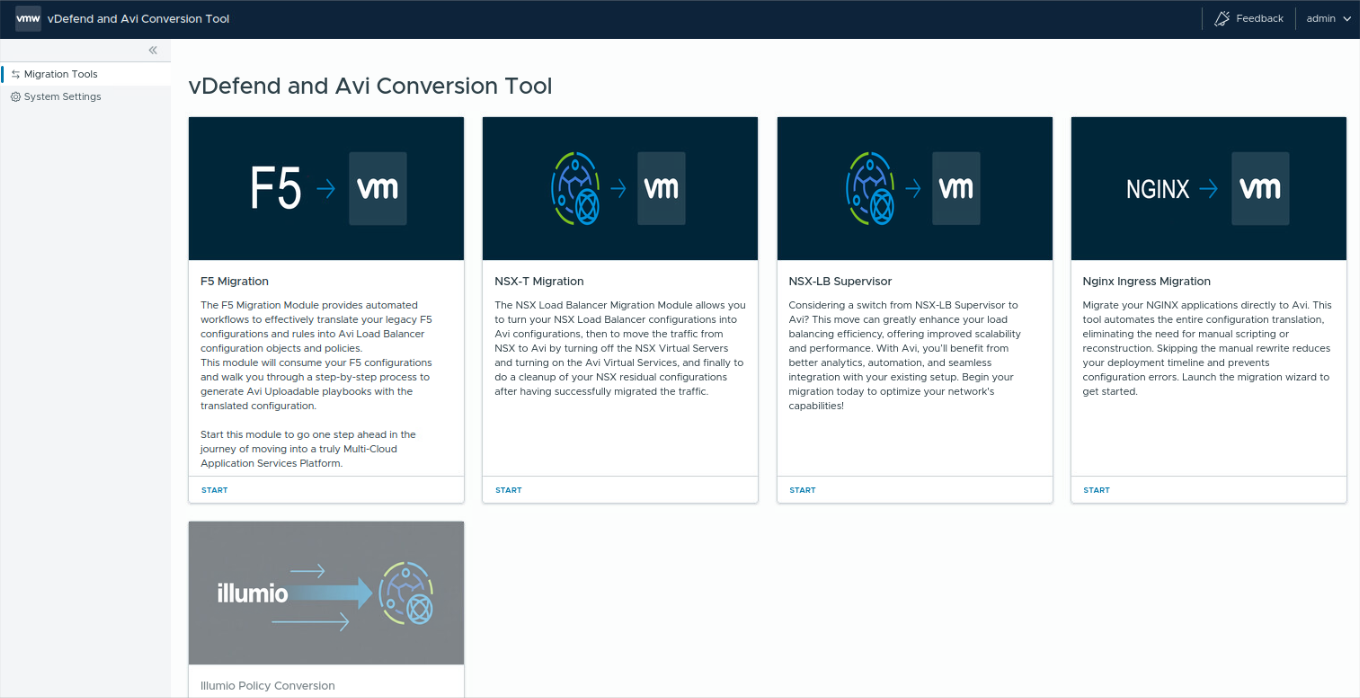 vmw vDefend and Avi Conversion Tool
Feedback
admin
Migration Tools
System Settings
vDefend and Avi Conversion Tool
F5 vm
F5 Migration
The F5 Migration Module provides automated
workflows to effectively translate your legacy F5
configurations and rules into Avi Load Balancer
configuration objects and policies.
This module will consume your F5 configurations
and walk you through a step-by-step process to
generate Avi Uploadable playbooks with the
translated configuration.
Start this module to go one step ahead in the
journey of moving into a truly Multi-Cloud
Application Services Platform.
START
vm
NSX-T Migration
The NSX Load Balancer Migration Module allows you
to turn your NSX Load Balancer configurations into
Avi configurations, then to move the traffic from
NSX to Avi by turning off the NSX Virtual Servers
and turning on the Avi Virtual Services, and finally to
do a cleanup of your NSX residual configurations
after having successfully migrated the traffic.
START
vm
NSX-LB Supervisor
Considering a switch from NSX-LB Supervisor to
Avi? This move can greatly enhance your load
balancing efficiency, offering improved scalability
and performance. With Avi, you'll benefit from
better analytics, automation, and seamless
integration with your existing setup. Begin your
migration today to optimize your network's
capabilities!
START
NGINX vm
Nginx Ingress Migration
Migrate your NGINX applications directly to Avi. This
tool automates the entire configuration translation,
eliminating the need for manual scripting or
reconstruction. Skipping the manual rewrite reduces
your deployment timeline and prevents
configuration errors. Launch the migration wizard to
get started.
START
illumio
Illumio Policy Conversion